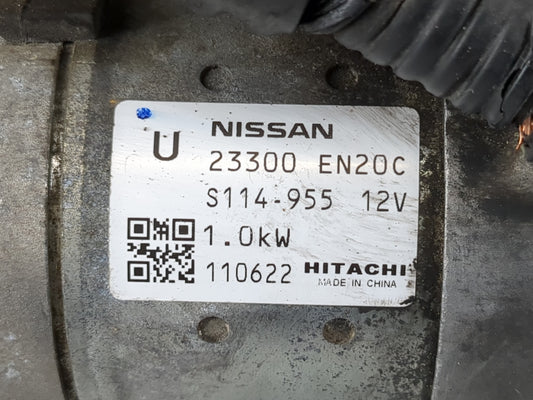 NISSAN
U 23300 EN20C
S114-955 12V
1.0kW
110622 HITACHI
MADE IN CHINA